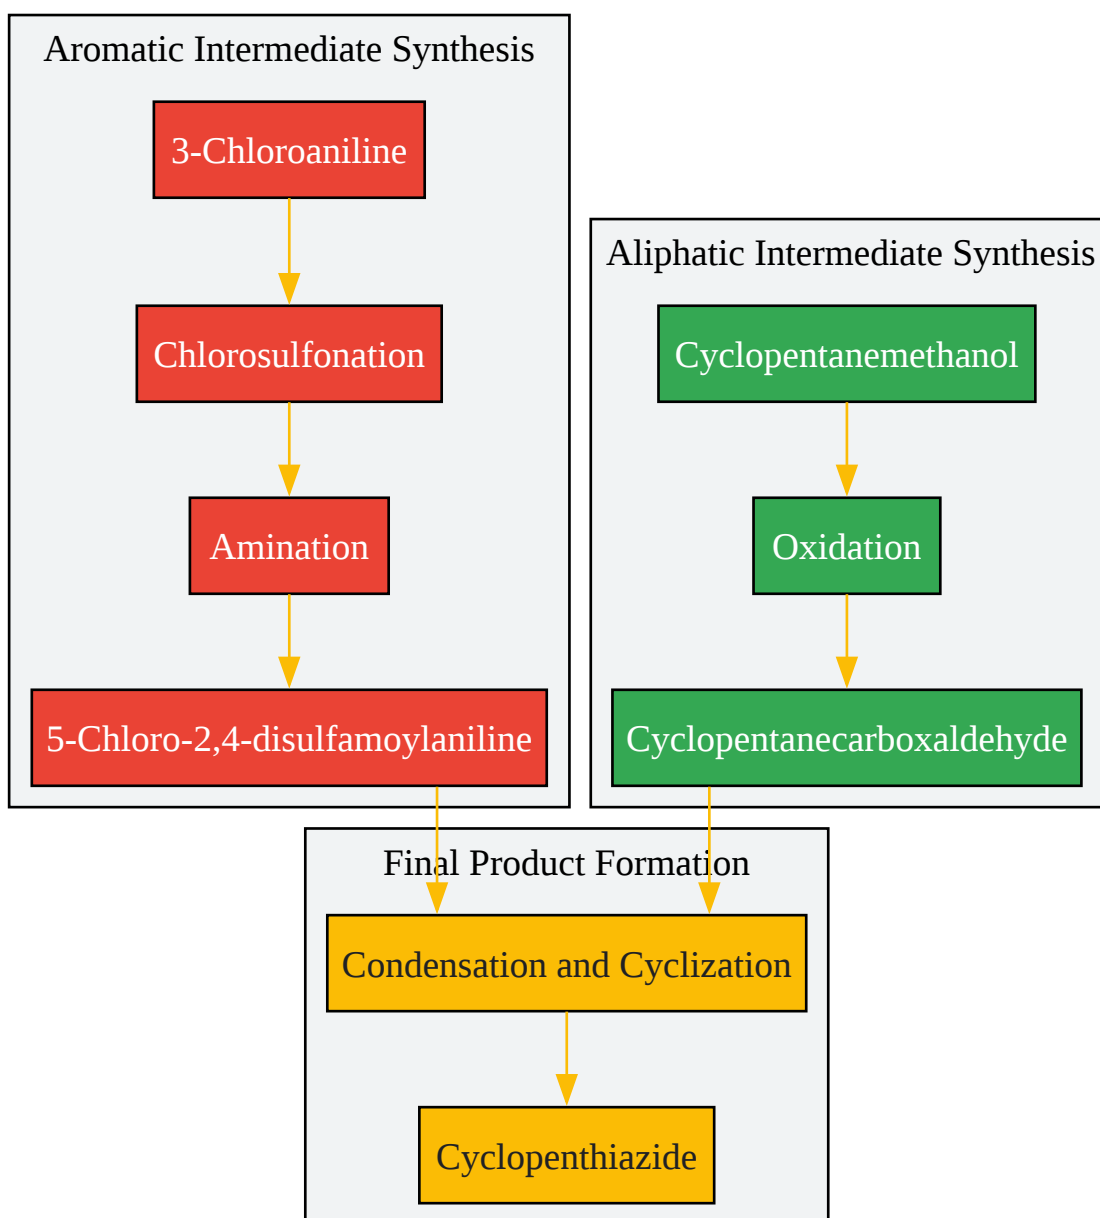 Aromatic Intermediate Synthesis
3-Chloroaniline
Chlorosulfonation
Amination
5-Chloro-2,4-disulfamoylaniline
Aliphatic Intermediate Synthesis
Cyclopentanemethanol
Oxidation
Cyclopentanecarboxaldehyde
Final Product Formation
Condensation and Cyclization
Cyclopenthiazide